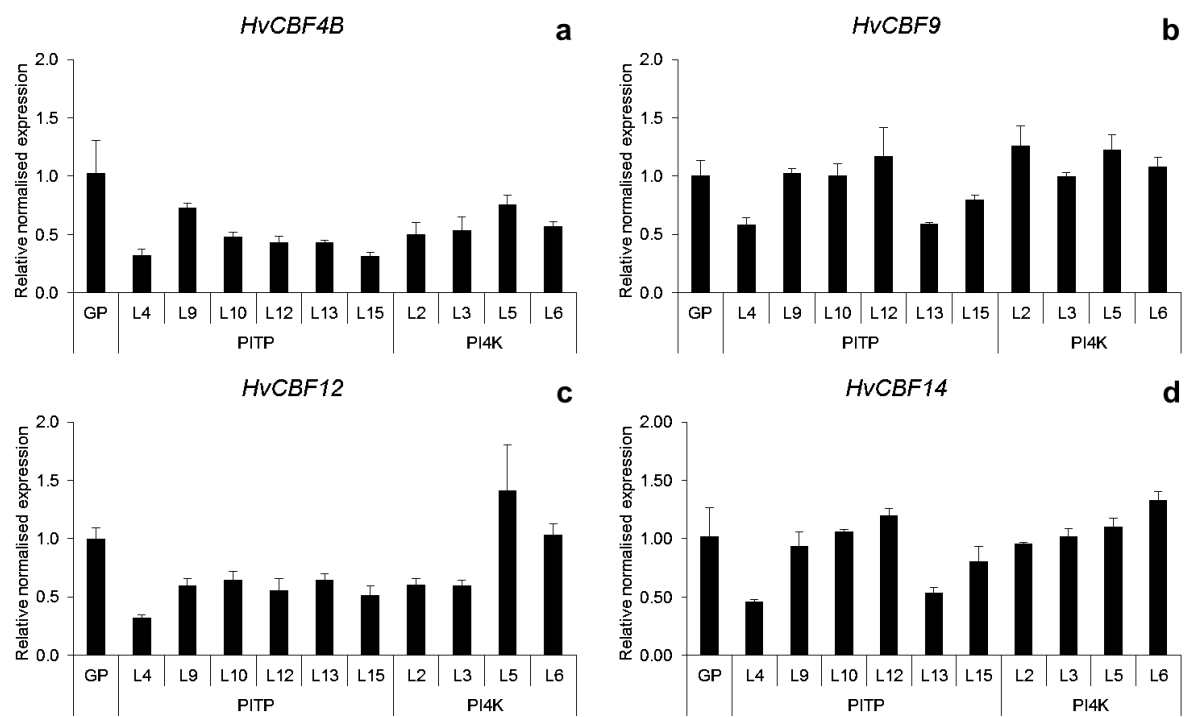 HvCBF4B a
Relative normalised expression
2.0
1.5
1.0
0.5
0.0
GP L4 L9 L10 L12 L13 L15 L2 L3 L5 L6
PITP PI4K
HvCBF9 b
Relative normalised expression
2.0
1.5
1.0
0.5
0.0
GP L4 L9 L10 L12 L13 L15 L2 L3 L5 L6
PITP PI4K
HvCBF12 c
Relative normalised expression
2.0
1.5
1.0
0.5
0.0
GP L4 L9 L10 L12 L13 L15 L2 L3 L5 L6
PITP PI4K
HvCBF14 d
Relative normalised expression
2.00
1.50
1.00
0.50
0.00
GP L4 L9 L10 L12 L13 L15 L2 L3 L5 L6
PITP PI4K